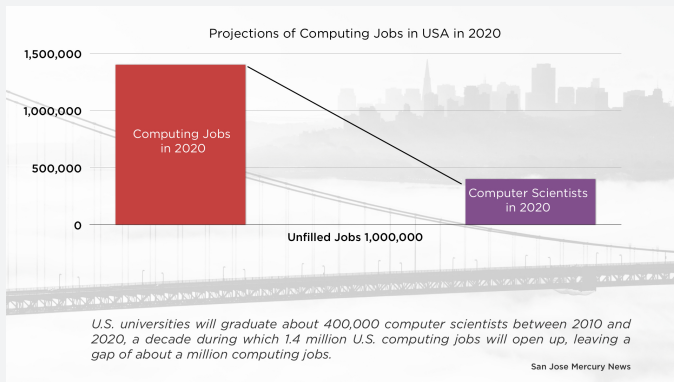 Projections of Computing Jobs in USA in 2020
1,500,000
1,000,000
500,000
0
Computing Jobs
in 2020
Computer Scientists
in 2020
Unfilled Jobs 1,000,000
U.S. universities will graduate about 400,000 computer scientists between 2010 and
2020, a decade during which 1.4 million U.S. computing jobs will open up, leaving a
gap of about a million computing jobs.
San Jose Mercury News